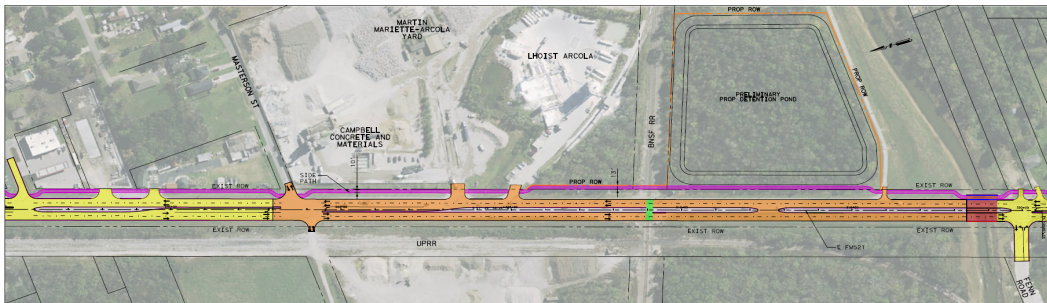 PROP ROW
MARTIN
MARIETTE-ARCOLA
YARD
LHOIST ARCOLA
MASTERSON ST
PROP ROW
PRELIMINARY
PROP DETENTION POND
CAMPBELL
CONCRETE AND
MATERIALS
BNSF RR
10'
13'
SIDE
PATH
EXIST ROW
PROP ROW
EXIST ROW
EXIST ROW
EXIST ROW
EXIST ROW
UPRR
℄ FM521
FENN
ROAD